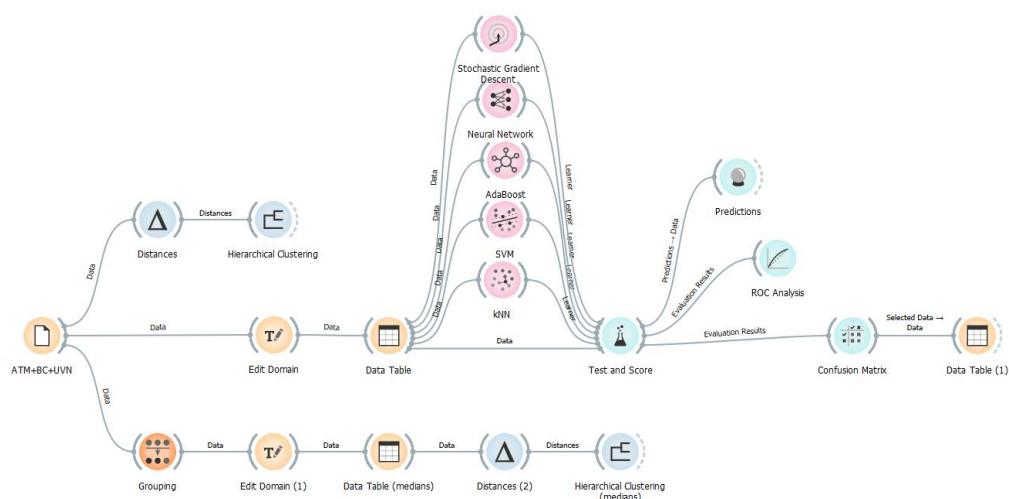 Stochastic Gradient
Descent
Neural Network
AdaBoost
SVM
kNN
Data
Data
Data
Data
Data
Learner
Learner
Learner
Learner
Learner
Predictions
Predictions → Data
ROC Analysis
Evaluation Results
Distances
Distances
Hierarchical Clustering
Data
ATM+BC+UVN
Data
Edit Domain
Data
Data Table
Data
Test and Score
Evaluation Results
Confusion Matrix
Selected Data →
Data
Data Table (1)
Data
Grouping
Data
Edit Domain (1)
Data
Data Table (medians)
Data
Distances (2)
Distances
Hierarchical Clustering
(medians)